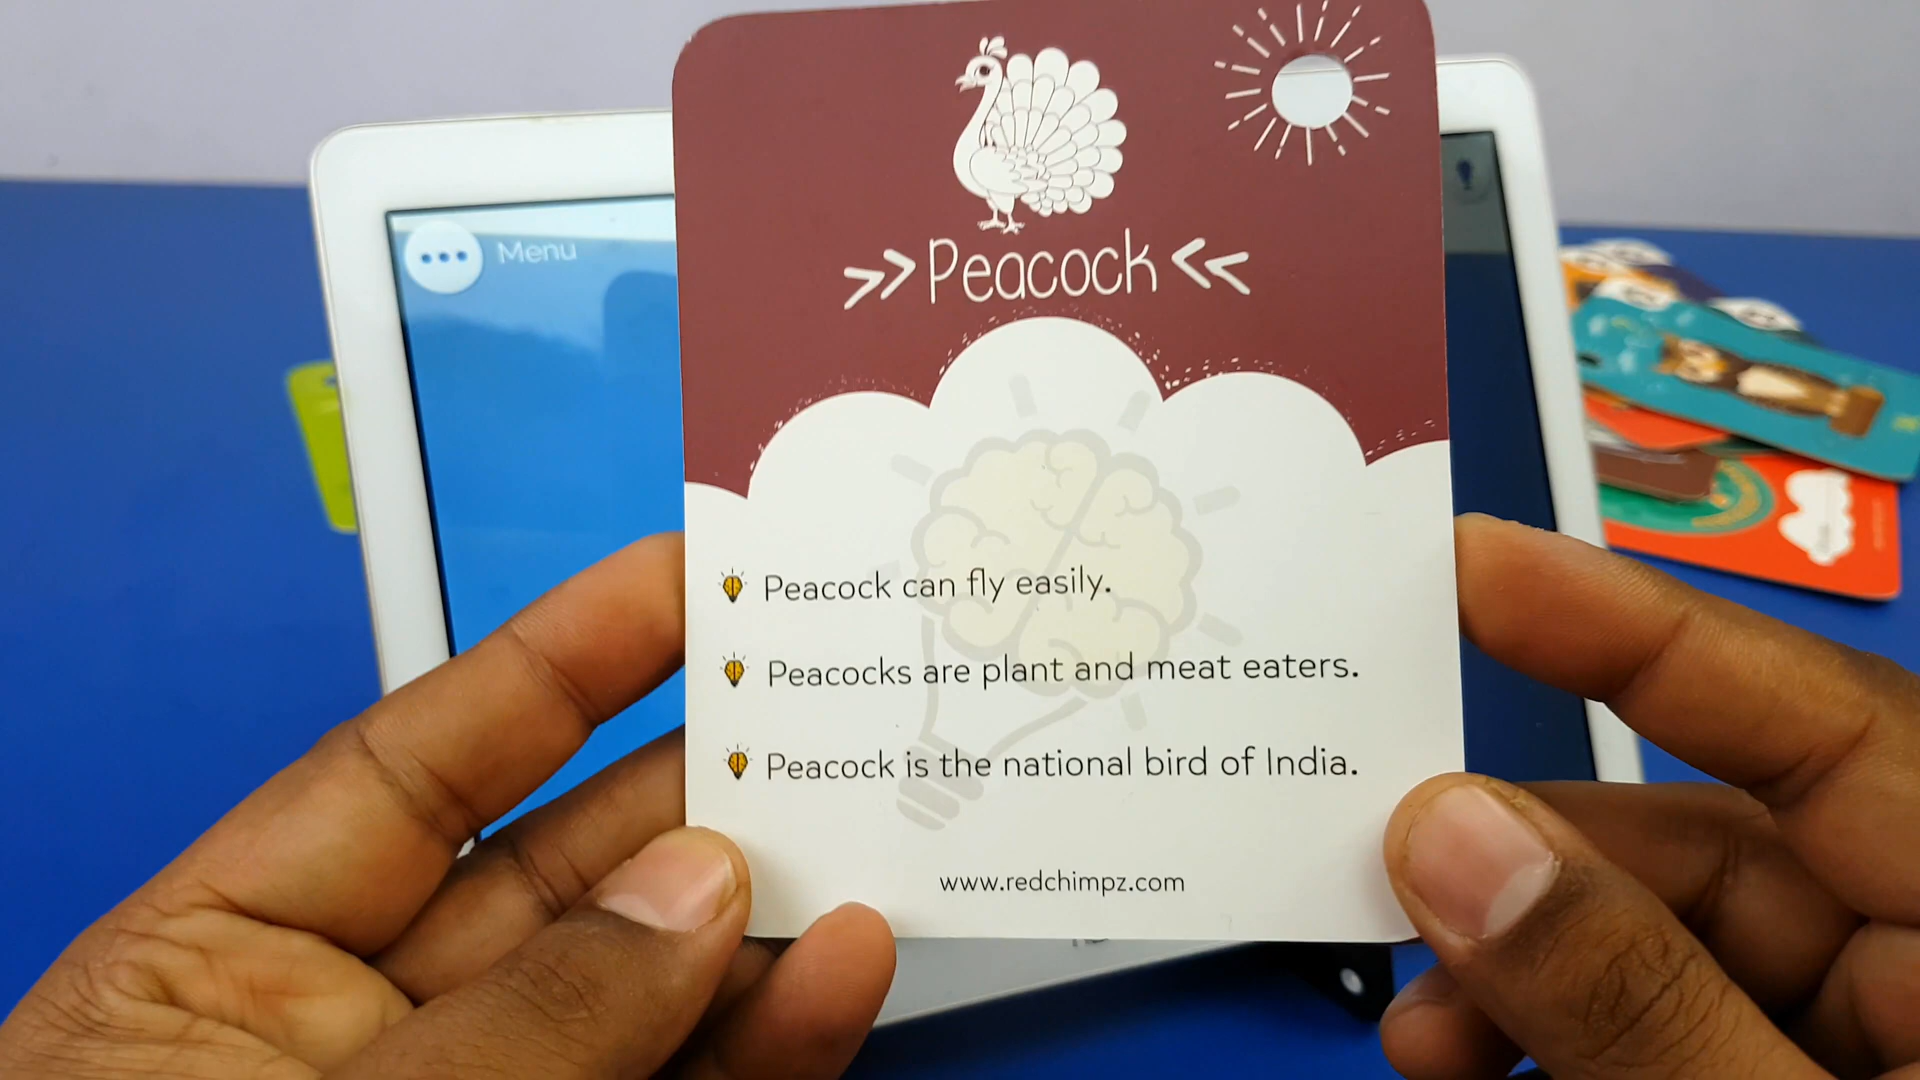 Menu
>> Peacock <<
Peacock can fly easily.
Peacocks are plant and meat eaters.
Peacock is the national bird of India.
www.redchimpz.com